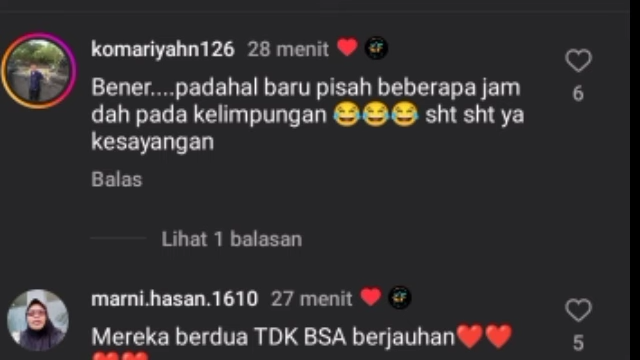 komariyahn126 28 menit ❤️
Bener....padahal baru pisah beberapa jam
dah pada kelimpungan 😂😂😂 sht sht ya
kesayangan
6
Balas
Lihat 1 balasan
marni.hasan.1610 27 menit ❤️
Mereka berdua TDK BSA berjauhan❤️❤️
❤️❤️
5